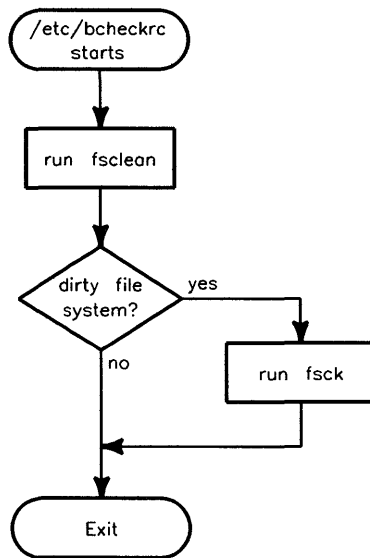 /etc/bcheckrc
starts
run fsclean
dirty file
system?
yes
no
run fsck
Exit